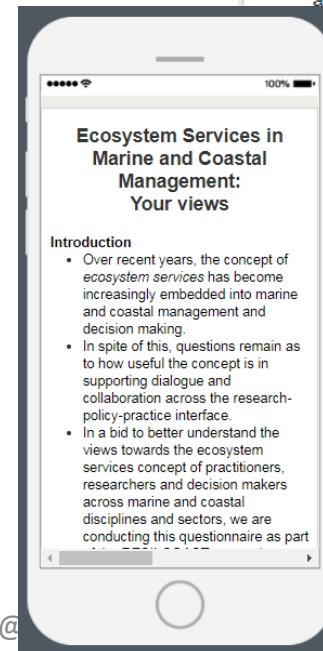 100%
Ecosystem Services in
Marine and Coastal
Management:
Your views
Introduction
• Over recent years, the concept of
ecosystem services has become
increasingly embedded into marine
and coastal management and
decision making.
• In spite of this, questions remain as
to how useful the concept is in
supporting dialogue and
collaboration across the research-
policy-practice interface.
• In a bid to better understand the
views towards the ecosystem
services concept of practitioners,
researchers and decision makers
across marine and coastal
disciplines and sectors, we are
conducting this questionnaire as part
@